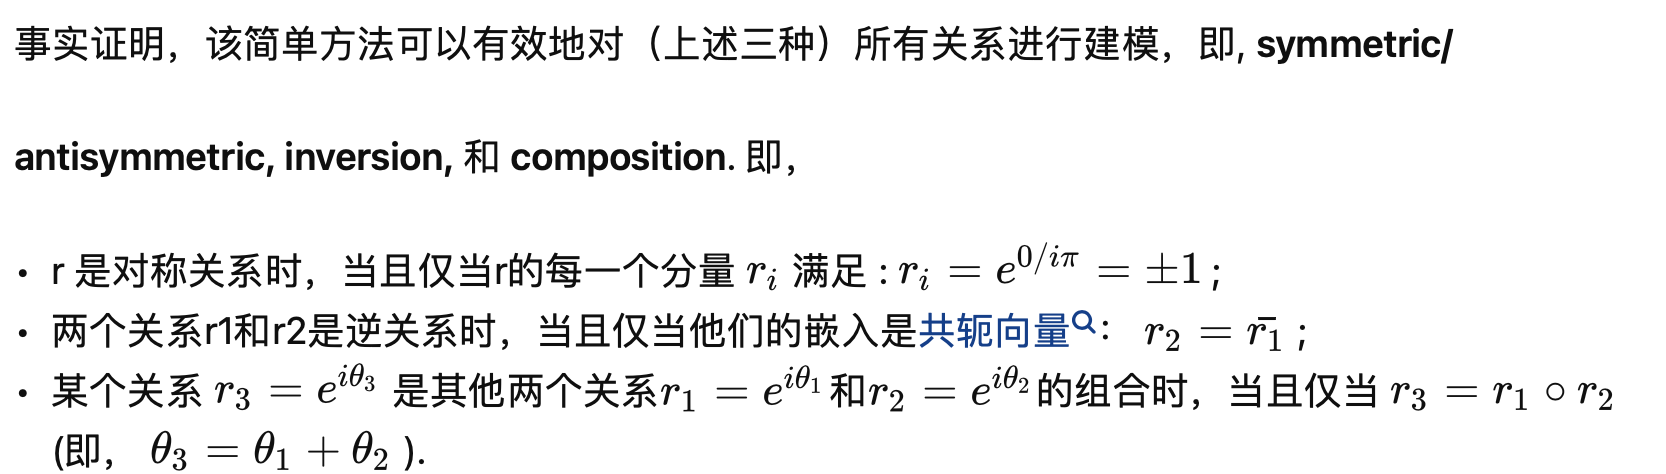 事实证明，该简单方法可以有效地对（上述三种）所有关系进行建模，即, symmetric/
antisymmetric, inversion, 和 composition. 即，
• r 是对称关系时，当且仅当r的每一个分量 $r_i$ 满足 : $r_i = e^{0/i\pi} = \pm 1$ ;
• 两个关系r1和r2是逆关系时，当且仅当他们的嵌入是共轭向量： $r_2 = \bar{r_1}$ ;
• 某个关系 $r_3 = e^{i\theta_3}$ 是其他两个关系$r_1 = e^{i\theta_1}$和$r_2 = e^{i\theta_2}$的组合时，当且仅当 $r_3 = r_1 \circ r_2$
(即， $\theta_3 = \theta_1 + \theta_2$ ).